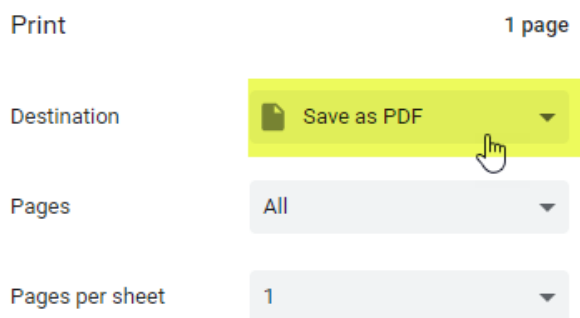 Print 1 page
Destination Save as PDF
Pages All
Pages per sheet 1